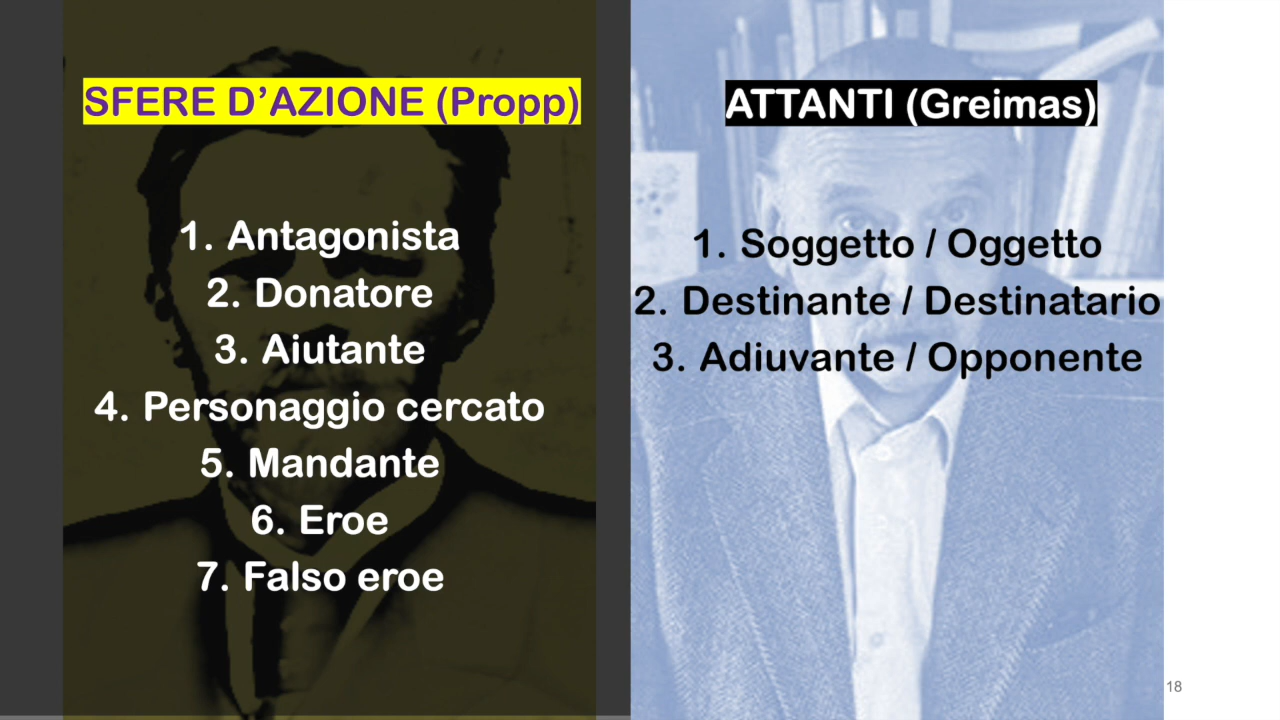 SFERE D’AZIONE (Propp)
1. Antagonista
2. Donatore
3. Aiutante
4. Personaggio cercato
5. Mandante
6. Eroe
7. Falso eroe
ATTANTI (Greimas)
1. Soggetto / Oggetto
2. Destinante / Destinatario
3. Adiuvante / Opponente
18